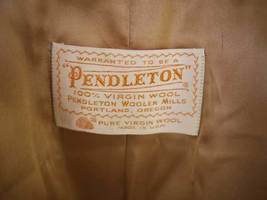 WARRANTED TO BE A
"PENDLETON"
100% VIRGIN WOOL
PENDLETON WOOLEN MILLS
PORTLAND, OREGON
PURE VIRGIN WOOL
MADE IN U.S.A.